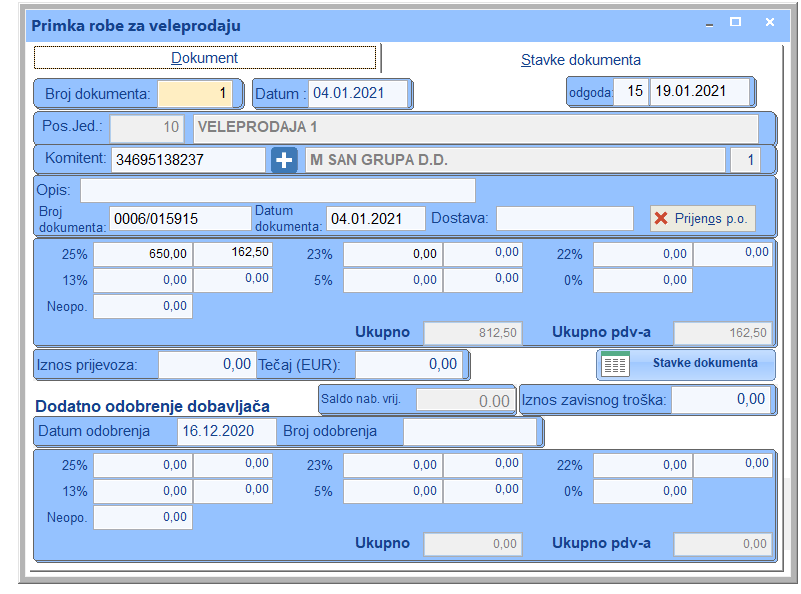 Primka robe za veleprodaju
Dokument
Stavke dokumenta
Broj dokumenta: 1 Datum : 04.01.2021 odgoda: 15 19.01.2021
Pos.Jed.: 10 VELEPRODAJA 1
Komitent: 34695138237 M SAN GRUPA D.D. 1
Opis:
Broj dokumenta: 0006/015915 Datum dokumenta: 04.01.2021 Dostava: Prijenos p.o.
25% 650,00 162,50 23% 0,00 0,00 22% 0,00 0,00
13% 0,00 0,00 5% 0,00 0,00 0% 0,00
Neopo. 0,00
Ukupno 812,50 Ukupno pdv-a 162,50
Iznos prijevoza: 0,00 Tečaj (EUR): 0,00 Stavke dokumenta
Dodatno odobrenje dobavljača Saldo nab. vrij. 0.00 Iznos zavisnog troška: 0,00
Datum odobrenja 16.12.2020 Broj odobrenja
25% 0,00 0,00 23% 0,00 0,00 22% 0,00 0,00
13% 0,00 0,00 5% 0,00 0,00 0% 0,00
Neopo. 0,00
Ukupno 0,00 Ukupno pdv-a 0,00